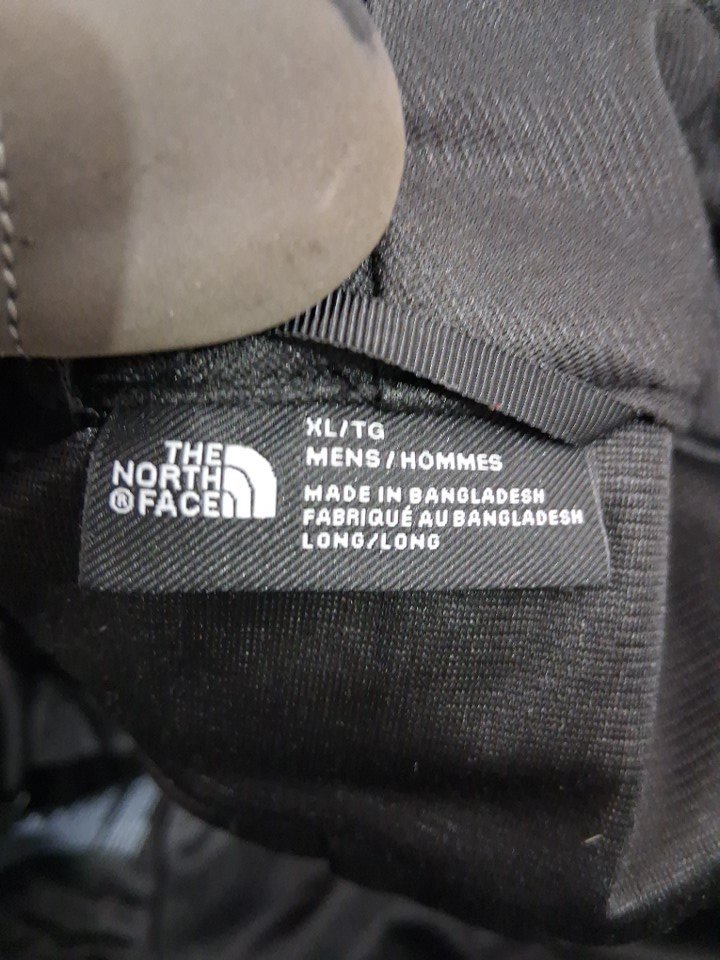 THE
NORTH
® FACE
XL/TG
MENS/HOMMES
MADE IN BANGLADESH
FABRIQUÉ AU BANGLADESH
LONG/LONG